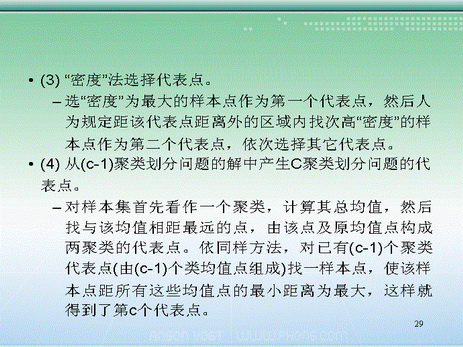 • (3) “密度”法选择代表点。
– 选“密度”为最大的样本点作为第一个代表点，然后人
为规定距该代表点距离外的区域内找次高“密度”的样
本点作为第二个代表点，依次选择其它代表点。
• (4) 从(c-1)聚类划分问题的解中产生C聚类划分问题的代
表点。
– 对样本集首先看作一个聚类，计算其总均值，然后
找与该均值相距最远的点，由该点及原均值点构成
两聚类的代表点。依同样方法，对已有(c-1)个聚类
代表点(由(c-1)个类均值点组成)找一样本点，使该样
本点距所有这些均值点的最小距离为最大，这样就
得到了第c个代表点。
29